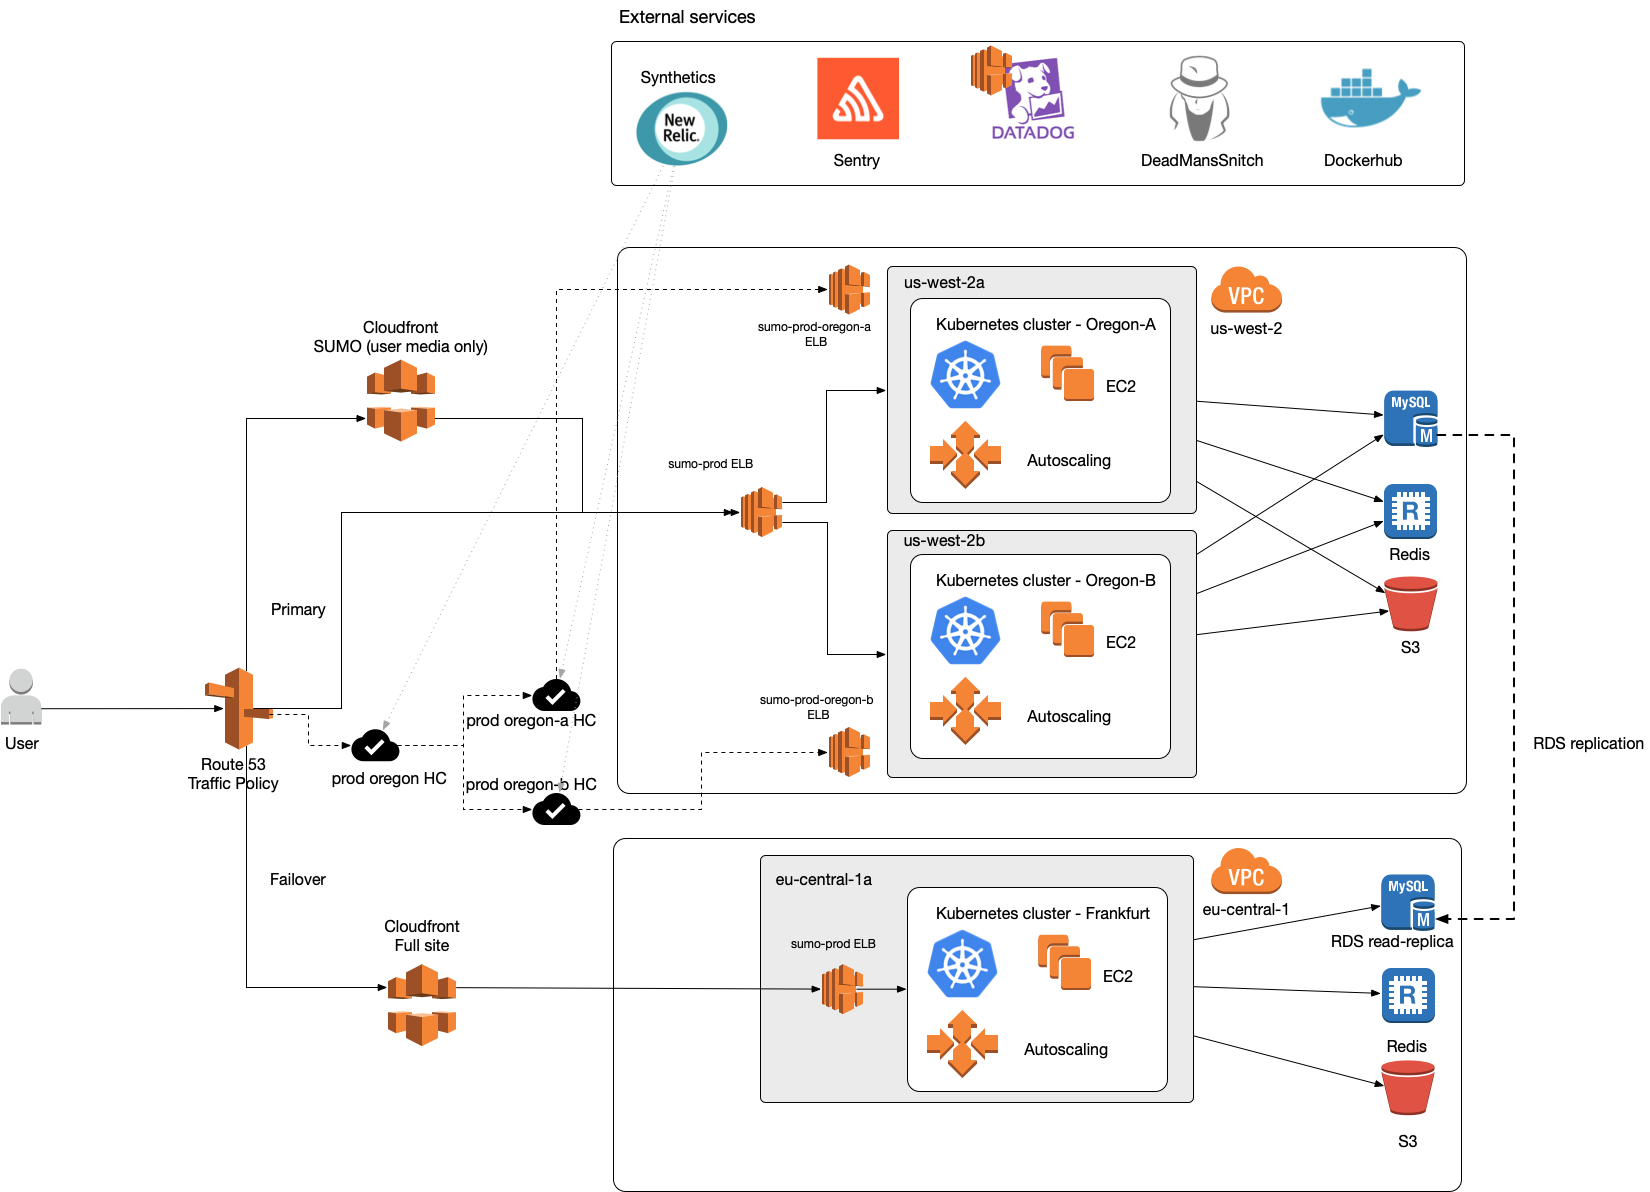 External services
Synthetics
New
Relic.
Sentry
DATADOG
DeadMansSnitch
Dockerhub
us-west-2a
VPC
us-west-2
Kubernetes cluster - Oregon-A
EC2
Autoscaling
sumo-prod-oregon-a
ELB
Cloudfront
SUMO (user media only)
sumo-prod ELB
MySQL
M
R
Redis
S3
us-west-2b
Kubernetes cluster - Oregon-B
EC2
Autoscaling
sumo-prod-oregon-b
ELB
Primary
User
Route 53
Traffic Policy
prod oregon HC
prod oregon-a HC
prod oregon-b HC
RDS replication
Failover
Cloudfront
Full site
eu-central-1a
VPC
eu-central-1
Kubernetes cluster - Frankfurt
EC2
Autoscaling
sumo-prod ELB
MySQL
M
RDS read-replica
R
Redis
S3